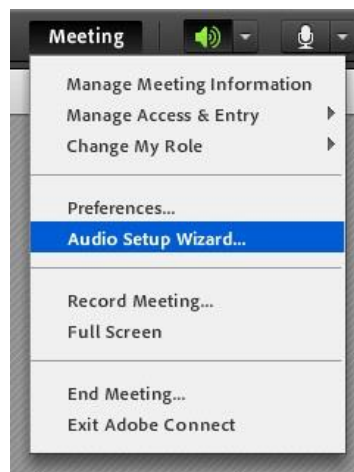 Meeting
Manage Meeting Information
Manage Access & Entry
Change My Role
Preferences...
Audio Setup Wizard...
Record Meeting...
Full Screen
End Meeting...
Exit Adobe Connect